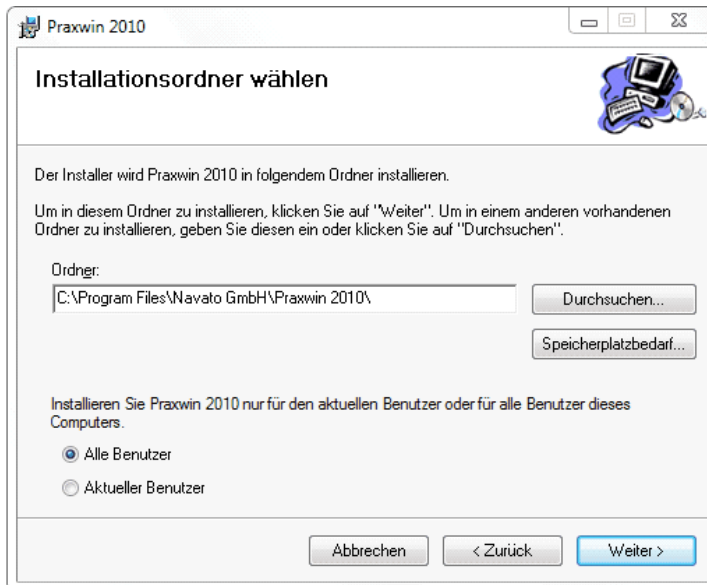 Praxwin 2010
Installationsordner wählen
Der Installer wird Praxwin 2010 in folgendem Ordner installieren.
Um in diesem Ordner zu installieren, klicken Sie auf "Weiter". Um in einem anderen vorhandenen
Ordner zu installieren, geben Sie diesen ein oder klicken Sie auf "Durchsuchen".
Ordner:
C:\Program Files\Navato GmbH\Praxwin 2010\
Durchsuchen...
Speicherplatzbedarf...
Installieren Sie Praxwin 2010 nur für den aktuellen Benutzer oder für alle Benutzer dieses
Computers.
Alle Benutzer
Aktueller Benutzer
Abbrechen
< Zurück
Weiter >